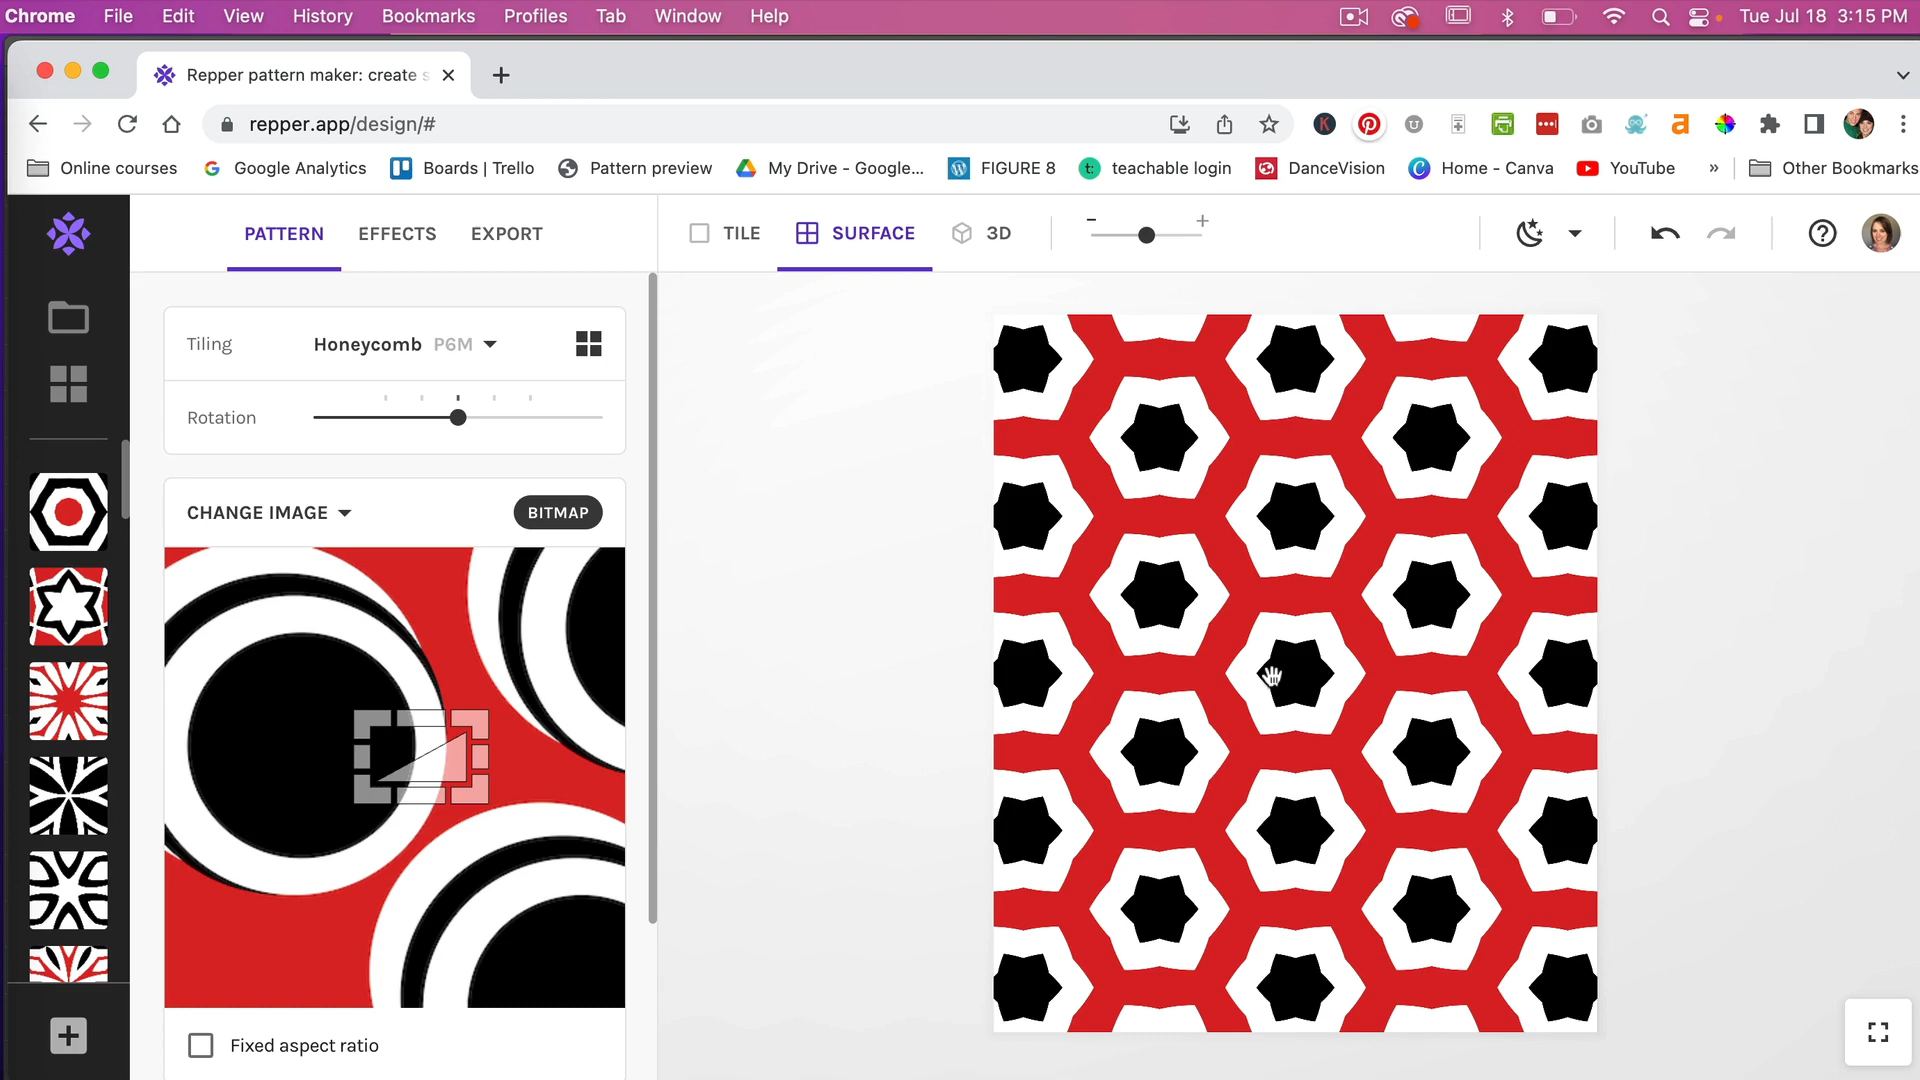 Chrome File Edit View History Bookmarks Profiles Tab Window Help Tue Jul 18 3:15 PM
Repper pattern maker: create s
repper.app/design/#
Online courses Google Analytics Boards | Trello Pattern preview My Drive - Google... FIGURE 8 teachable login DanceVision Home - Canva YouTube » Other Bookmarks
PATTERN EFFECTS EXPORT TILE SURFACE 3D
Tiling Honeycomb P6M
Rotation
CHANGE IMAGE BITMAP
Fixed aspect ratio